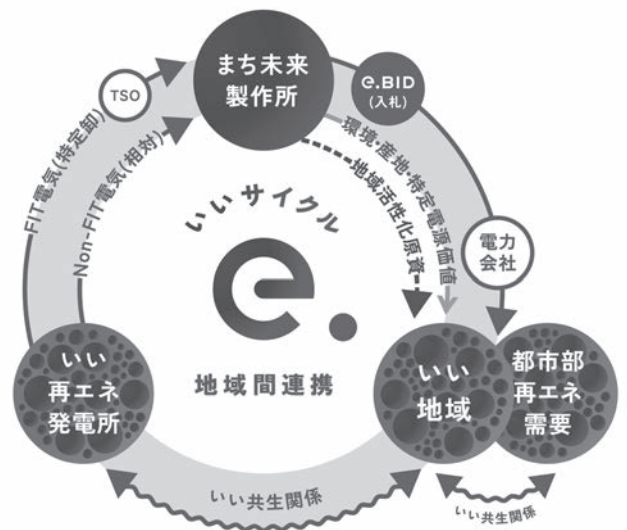 まち未来
製作所
TSO
e.BID
(入札)
FIT電気(特定卸)
Non-FIT電気(相対)
環境・産地・特定電源価値
地域活性化原資
いいサイクル
e.
地域間連携
電力
会社
いい
再エネ
発電所
いい
地域
都市部
再エネ
需要
いい共生関係
いい共生関係